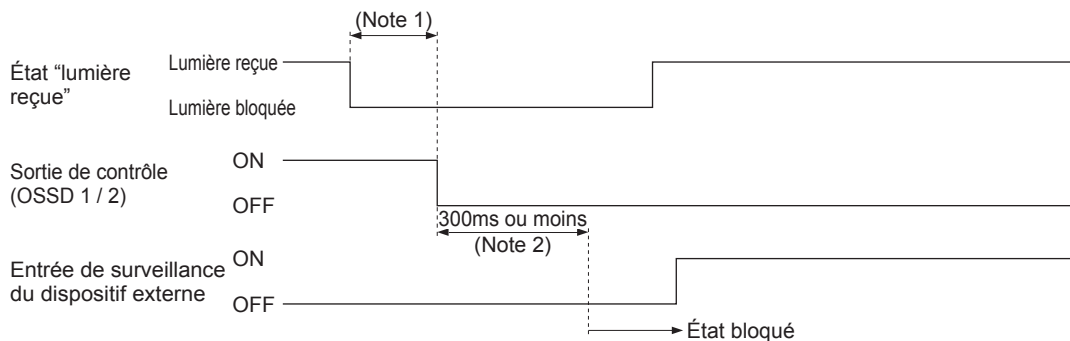 (Note 1)
État “lumière
reçue”
Lumière reçue
Lumière bloquée
Sortie de contrôle
(OSSD 1 / 2)
ON
OFF
300ms ou moins
(Note 2)
Entrée de surveillance
du dispositif externe
ON
OFF
État bloqué